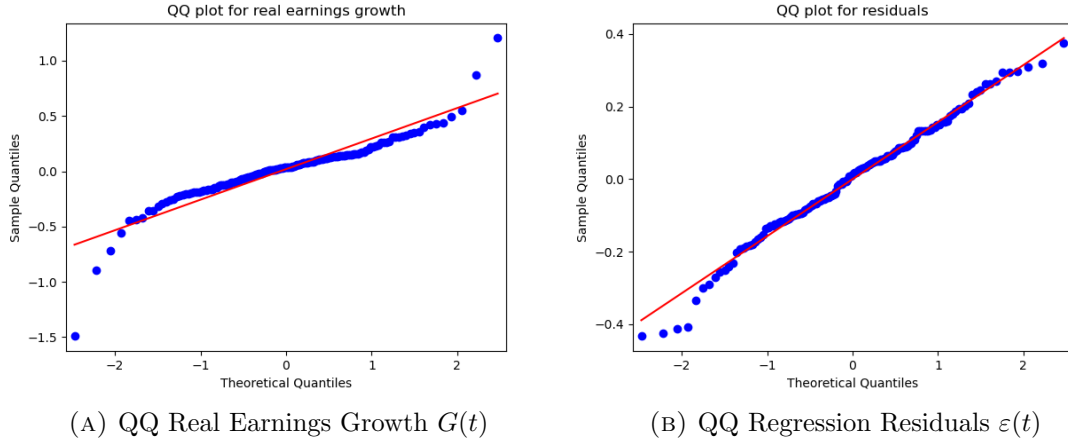 QQ plot for real earnings growth
1.0
0.5
0.0
−0.5
−1.0
−1.5
Sample Quantiles
−2 −1 0 1 2
Theoretical Quantiles
(A) QQ Real Earnings Growth G(t)
QQ plot for residuals
0.4
0.2
0.0
−0.2
−0.4
Sample Quantiles
−2 −1 0 1 2
Theoretical Quantiles
(B) QQ Regression Residuals ε(t)